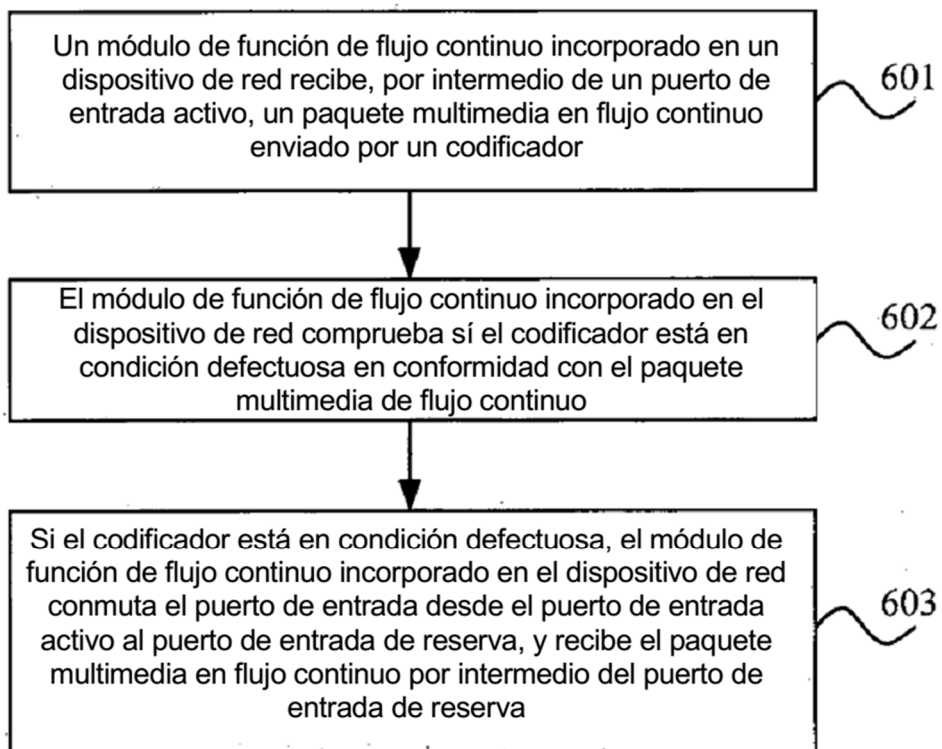 Un módulo de función de flujo continuo incorporado en un
dispositivo de red recibe, por intermedio de un puerto de
entrada activo, un paquete multimedia en flujo continuo
enviado por un codificador
601
El módulo de función de flujo continuo incorporado en el
dispositivo de red comprueba sí el codificador está en
condición defectuosa en conformidad con el paquete
multimedia de flujo continuo
602
Si el codificador está en condición defectuosa, el módulo de
función de flujo continuo incorporado en el dispositivo de red
conmuta el puerto de entrada desde el puerto de entrada
activo al puerto de entrada de reserva, y recibe el paquete
multimedia en flujo continuo por intermedio del puerto de
entrada de reserva
603